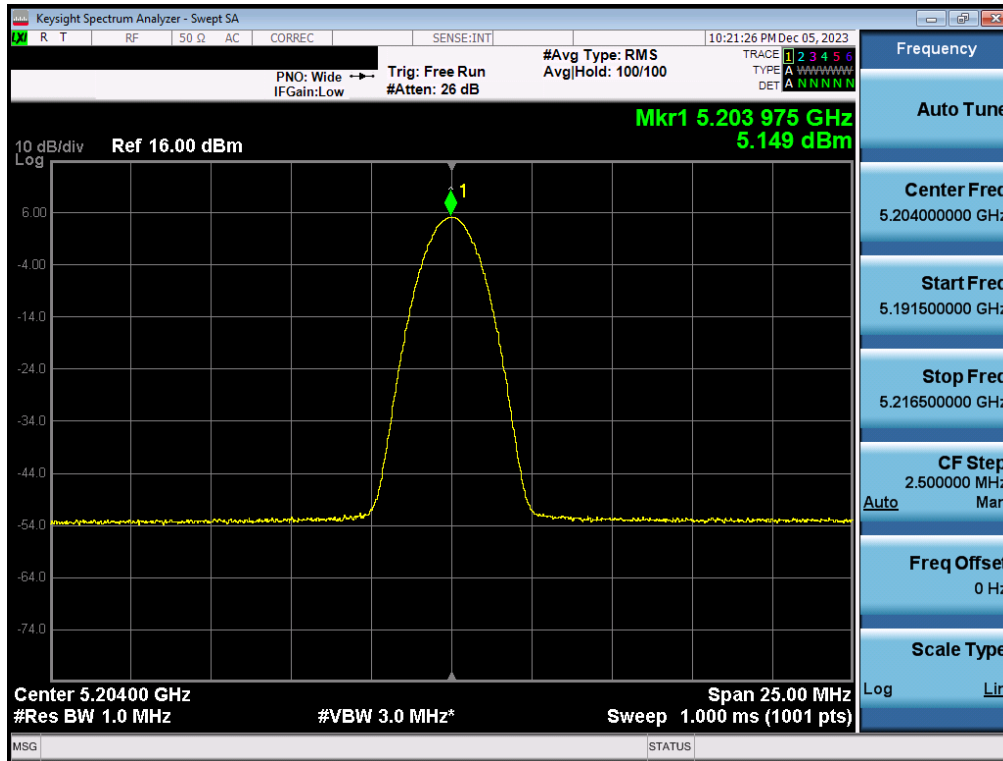 Keysight Spectrum Analyzer - Swept SA
LXI R T RF 50 Ω AC CORREC SENSE:INT 10:21:26 PM Dec 05, 2023
PNO: Wide
IFGain:Low
Trig: Free Run
#Atten: 26 dB
#Avg Type: RMS
Avg|Hold: 100/100
TRACE 1 2 3 4 5 6
TYPE A WWWWW
DET A N N N N N
Mkr1 5.203 975 GHz
5.149 dBm
10 dB/div Ref 16.00 dBm
Log
1
6.00
-4.00
-14.0
-24.0
-34.0
-44.0
-54.0
-64.0
-74.0
Center 5.20400 GHz Span 25.00 MHz
#Res BW 1.0 MHz #VBW 3.0 MHz* Sweep 1.000 ms (1001 pts)
MSG STATUS
Frequency
Auto Tune
Center Freq
5.204000000 GHz
Start Freq
5.191500000 GHz
Stop Freq
5.216500000 GHz
CF Step
2.500000 MHz
Auto Man
Freq Offset
0 Hz
Scale Type
Log Lin